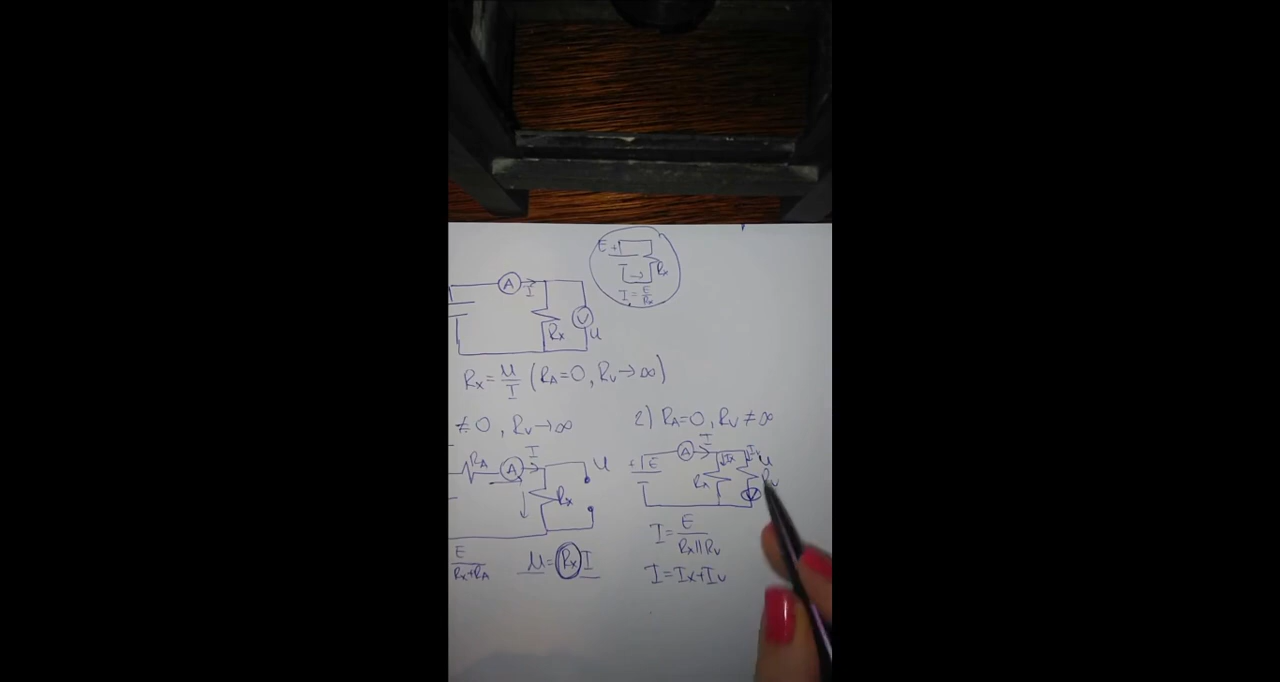 E + Rx
I →
I = E/Rx
A I
Rx V U
Rx = U/I (RA=0, RV→∞)
≠0, RV→∞
2) RA=0, RV≠∞
RA A I U
Rx
I
+ E A Ix Iv U
Rx RV
E/(Rx+RA) U = Rx I
I = E/(Rx||RV)
I = Ix+Iv